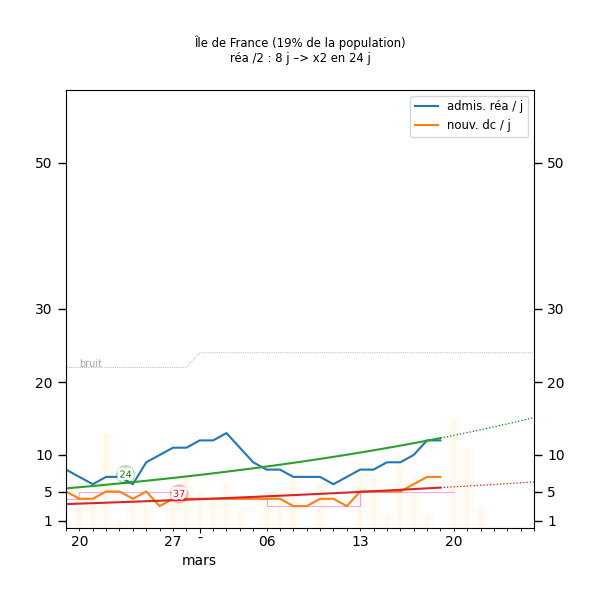 Île de France (19% de la population)
réa /2 : 8 j –> x2 en 24 j
admis. réa / j
nouv. dc / j
50 50
30 30
bruit
20 20
10 10
24
37
5 5
1 1
20 27 - 06 13 20
mars